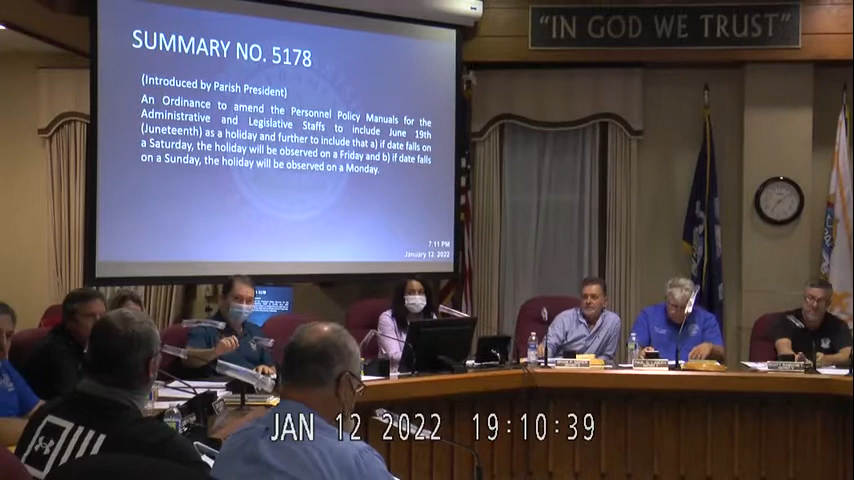 "IN GOD WE TRUST"
SUMMARY NO. 5178
(Introduced by Parish President)
An Ordinance to amend the Personnel Policy Manuals for the
Administrative and Legislative Staffs to include June 19th
(Juneteenth) as a holiday and further to include that a) if date falls on
a Saturday, the holiday will be observed on a Friday and b) if date falls
on a Sunday, the holiday will be observed on a Monday.
7:11 PM
January 12, 2022
JAN 12 2022 19:10:39